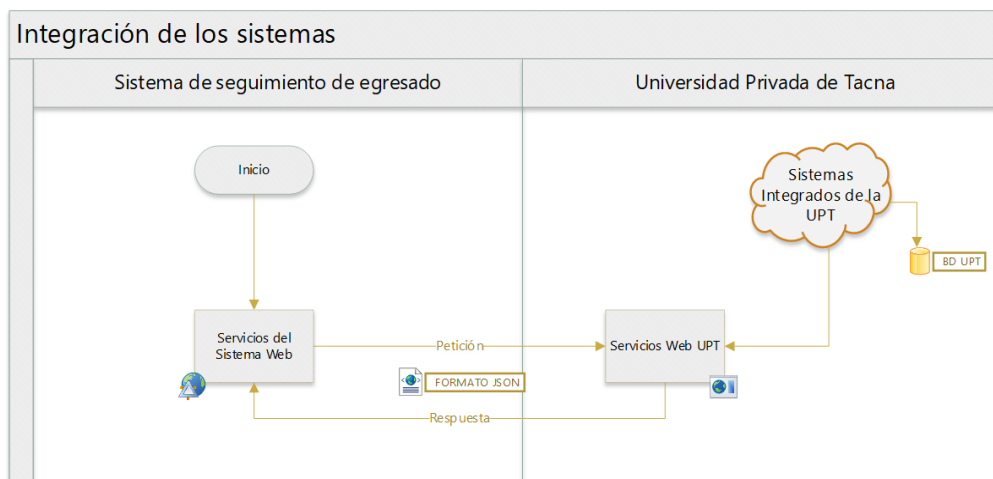 Integración de los sistemas
Sistema de seguimiento de egresado
Universidad Privada de Tacna
Inicio
Sistemas
Integrados de la
UPT
BD UPT
Servicios del
Sistema Web
Petición
Servicios Web UPT
FORMATO JSON
Respuesta